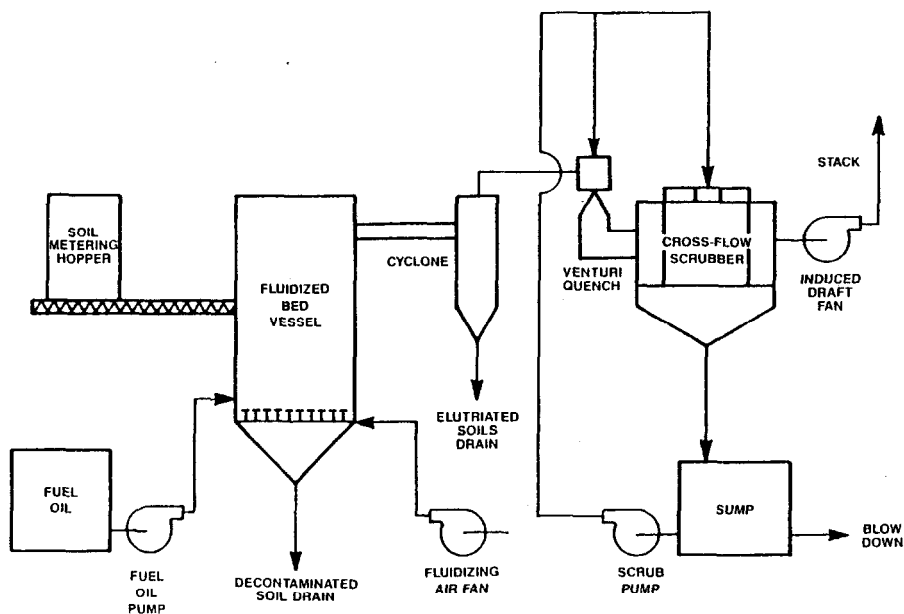 STACK
SOIL
METERING
HOPPER
CYCLONE
FLUIDIZED
BED
VESSEL
VENTURI
QUENCH
CROSS-FLOW
SCRUBBER
INDUCED
DRAFT
FAN
ELUTRIATED
SOILS
DRAIN
FUEL
OIL
SUMP
BLOW
DOWN
FUEL
OIL
PUMP
DECONTAMINATED
SOIL DRAIN
FLUIDIZING
AIR FAN
SCRUB
PUMP